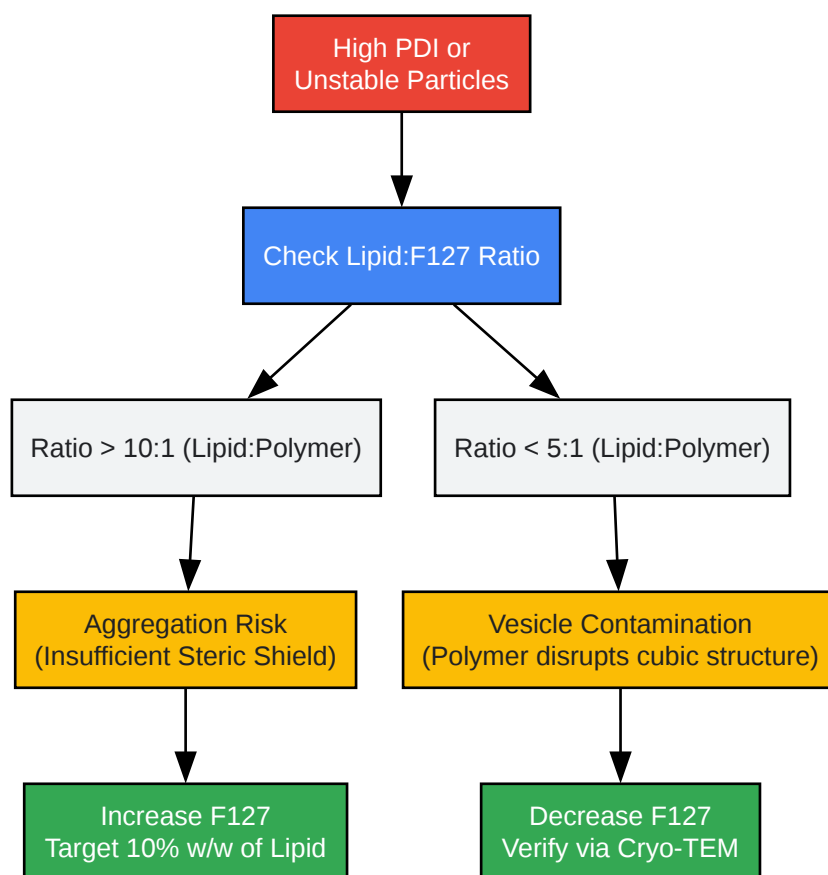 High PDI or
Unstable Particles
Check Lipid:F127 Ratio
Ratio > 10:1 (Lipid:Polymer)
Ratio < 5:1 (Lipid:Polymer)
Aggregation Risk
(Insufficient Steric Shield)
Vesicle Contamination
(Polymer disrupts cubic structure)
Increase F127
Target 10% w/w of Lipid
Decrease F127
Verify via Cryo-TEM